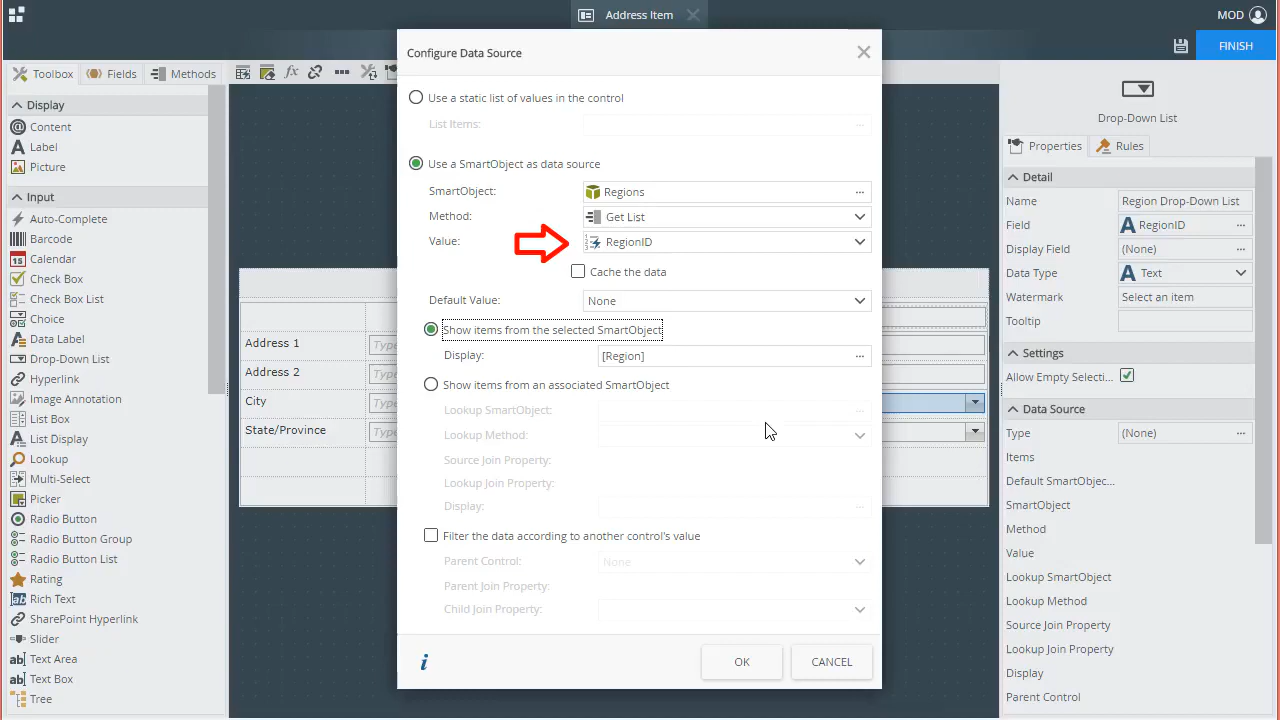 Address Item
MOD
FINISH
Toolbox
Fields
Methods
Display
Content
Label
Picture
Input
Auto-Complete
Barcode
Calendar
Check Box
Check Box List
Choice
Data Label
Drop-Down List
Hyperlink
Image Annotation
List Box
List Display
Lookup
Multi-Select
Picker
Radio Button
Radio Button Group
Radio Button List
Rating
Rich Text
SharePoint Hyperlink
Slider
Text Area
Text Box
Tree
Address 1
Type
Address 2
Type
City
Type
State/Province
Type
Configure Data Source
Use a static list of values in the control
List Items:
Use a SmartObject as data source
SmartObject: Regions
Method: Get List
Value: RegionID
Cache the data
Default Value: None
Show items from the selected SmartObject
Display: [Region]
Show items from an associated SmartObject
Lookup SmartObject:
Lookup Method:
Source Join Property:
Lookup Join Property:
Display:
Filter the data according to another control's value
Parent Control: None
Parent Join Property:
Child Join Property:
OK
CANCEL
Drop-Down List
Properties
Rules
Detail
Name Region Drop-Down List
Field RegionID
Display Field (None)
Data Type Text
Watermark Select an item
Tooltip
Settings
Allow Empty Selecti...
Data Source
Type (None)
Items
Default SmartObjec...
SmartObject
Method
Value
Lookup SmartObject
Lookup Method
Source Join Property
Lookup Join Property
Display
Parent Control